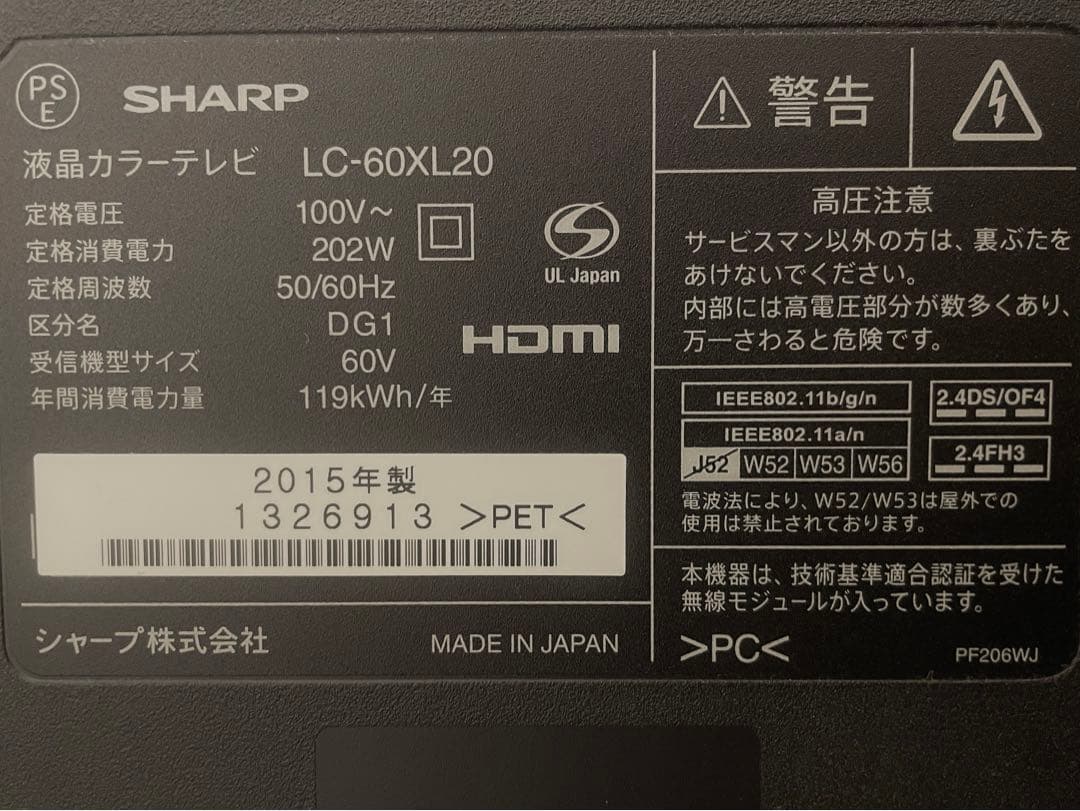 PS
E
SHARP
液晶カラーテレビ LC-60XL20
定格電圧 100V~
定格消費電力 202W
定格周波数 50/60Hz
区分名 DG1
受信機型サイズ 60V
年間消費電力量 119kWh/年
UL Japan
HDMI
2015年製
1326913 >PET<
シャープ株式会社 MADE IN JAPAN
警告
高圧注意
サービスマン以外の方は、裏ぶたを
あけないでください。
内部には高電圧部分が数多くあり、
万一さわると危険です。
IEEE802.11b/g/n
2.4DS/OF4
IEEE802.11a/n
J52 W52 W53 W56
2.4FH3
電波法により、W52/W53は屋外での
使用は禁止されております。
本機器は、技術基準適合認証を受けた
無線モジュールが入っています。
>PC< PF206WJ